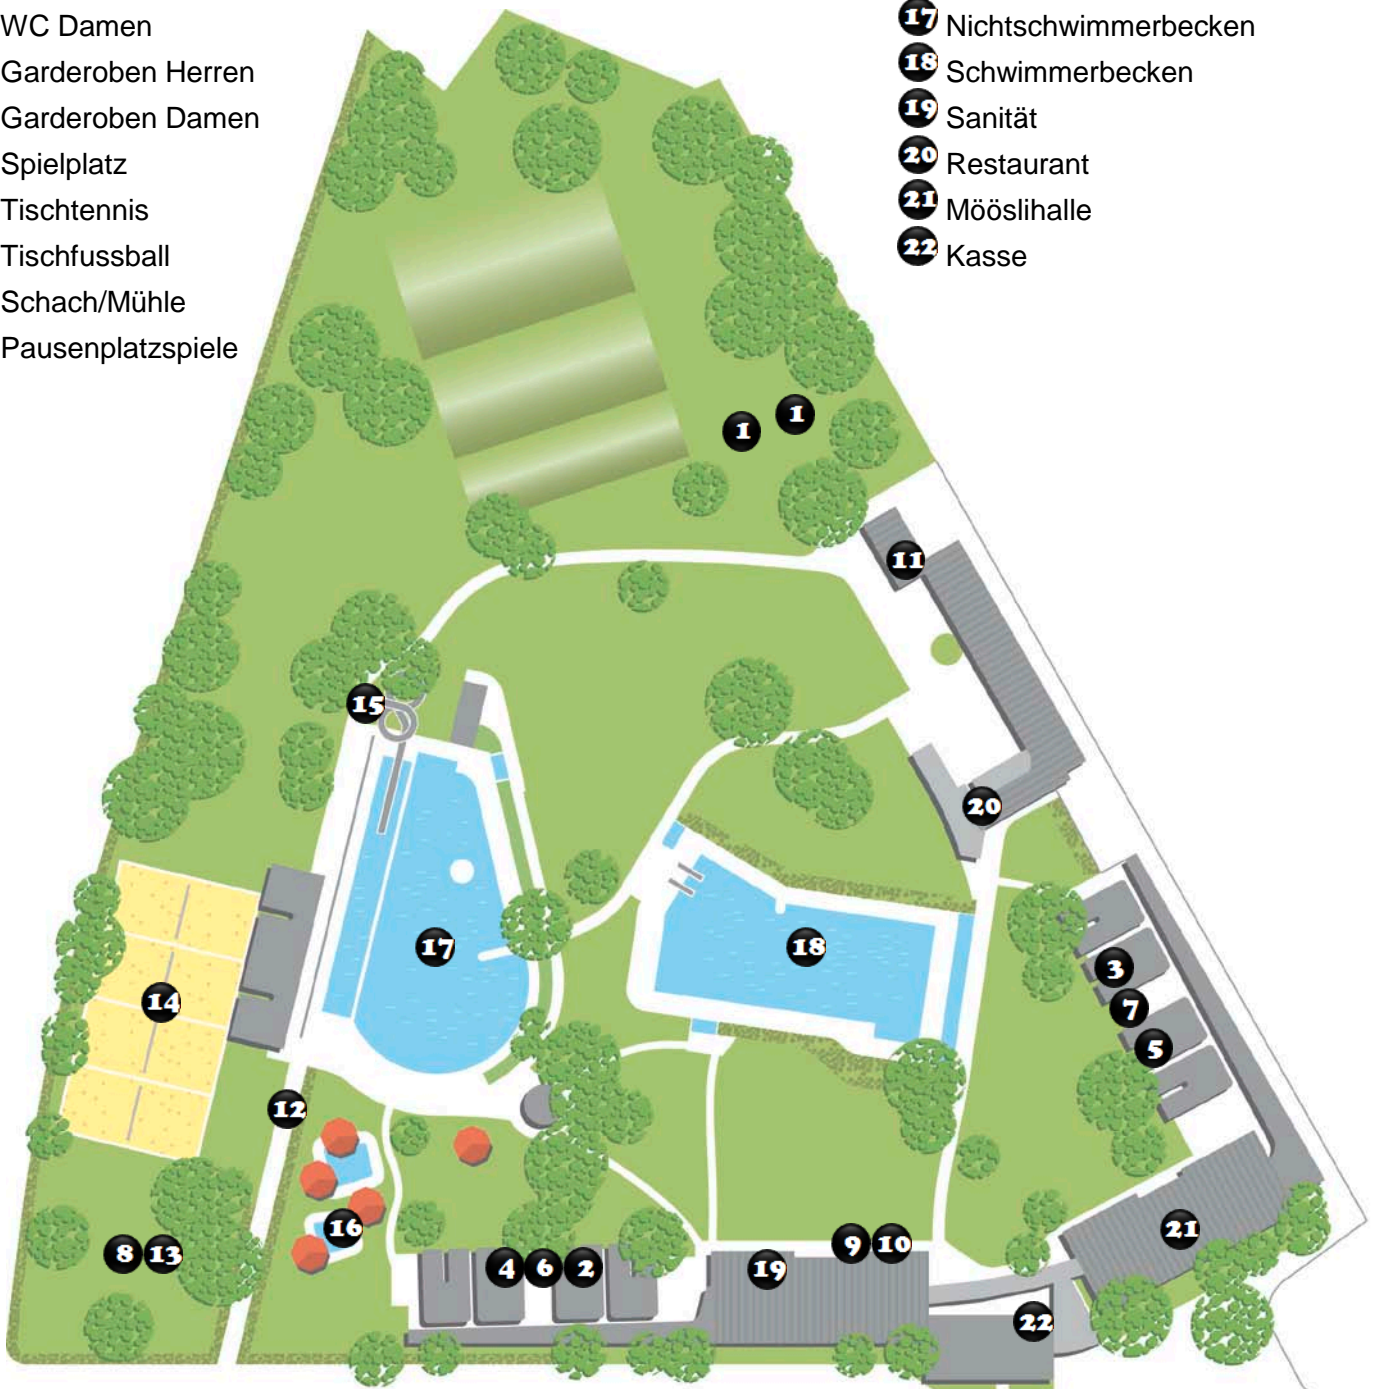 WC Damen
Garderoben Herren
Garderoben Damen
Spielplatz
Tischtennis
Tischfussball
Schach/Mühle
Pausenplatzspiele
17 Nichtschwimmerbecken
18 Schwimmerbecken
19 Sanität
20 Restaurant
21 Mööslihalle
22 Kasse
1
1
11
15
20
17
18
14
3
7
5
12
16
8 13
4 6 2
9 10
19
21
22